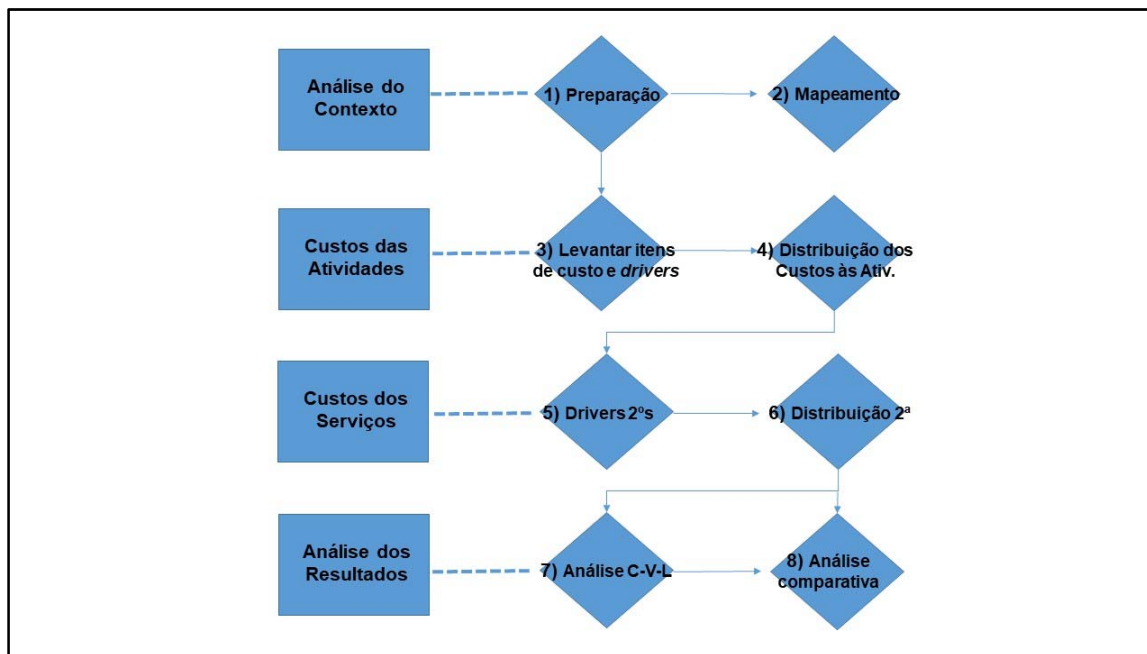 Análise do
Contexto
1) Preparação
2) Mapeamento
Custos das
Atividades
3) Levantar itens
de custo e drivers
4) Distribuição dos
Custos às Ativ.
Custos dos
Serviços
5) Drivers 2ºs
6) Distribuição 2ª
Análise dos
Resultados
7) Análise C-V-L
8) Análise
comparativa